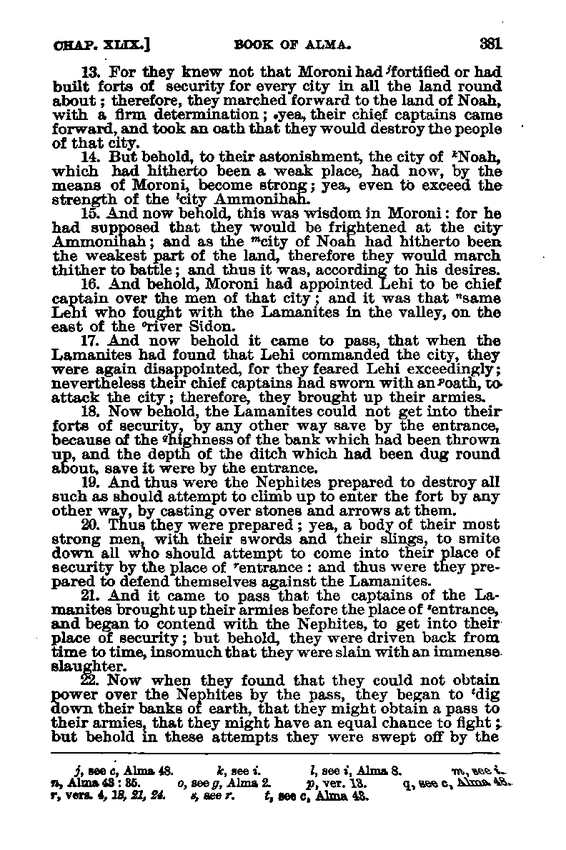 CHAP. XLIX.] BOOK OF ALMA. 381
13. For they knew not that Moroni had ʲfortified or had
built forts of security for every city in all the land round
about; therefore, they marched forward to the land of Noah,
with a firm determination; yea, their chief captains came
forward, and took an oath that they would destroy the people
of that city.
14. But behold, to their astonishment, the city of ᵏNoah,
which had hitherto been a weak place, had now, by the
means of Moroni, become strong; yea, even to exceed the
strength of the ˡcity Ammonihah.
15. And now behold, this was wisdom in Moroni: for he
had supposed that they would be frightened at the city
Ammonihah; and as the ᵐcity of Noah had hitherto been
the weakest part of the land, therefore they would march
thither to battle; and thus it was, according to his desires.
16. And behold, Moroni had appointed Lehi to be chief
captain over the men of that city; and it was that ⁿsame
Lehi who fought with the Lamanites in the valley, on the
east of the ᵒriver Sidon.
17. And now behold it came to pass, that when the
Lamanites had found that Lehi commanded the city, they
were again disappointed, for they feared Lehi exceedingly;
nevertheless their chief captains had sworn with an ᵖoath, to
attack the city; therefore, they brought up their armies.
18. Now behold, the Lamanites could not get into their
forts of security, by any other way save by the entrance,
because of the ᑫhighness of the bank which had been thrown
up, and the depth of the ditch which had been dug round
about, save it were by the entrance.
19. And thus were the Nephites prepared to destroy all
such as should attempt to climb up to enter the fort by any
other way, by casting over stones and arrows at them.
20. Thus they were prepared; yea, a body of their most
strong men, with their swords and their slings, to smite
down all who should attempt to come into their place of
security by the place of ʳentrance: and thus were they pre-
pared to defend themselves against the Lamanites.
21. And it came to pass that the captains of the La-
manites brought up their armies before the place of ˢentrance,
and began to contend with the Nephites, to get into their
place of security; but behold, they were driven back from
time to time, insomuch that they were slain with an immense
slaughter.
22. Now when they found that they could not obtain
power over the Nephites by the pass, they began to ᵗdig
down their banks of earth, that they might obtain a pass to
their armies, that they might have an equal chance to fight;
but behold in these attempts they were swept off by the
j, see c, Alma 48. k, see i. l, see i, Alma 8. m, see i.
n, Alma 43: 35. o, see g, Alma 2. p, ver. 13. q, see c, Alma 48.
r, vers. 4, 18, 21, 24. s, see r. t, see c, Alma 48.